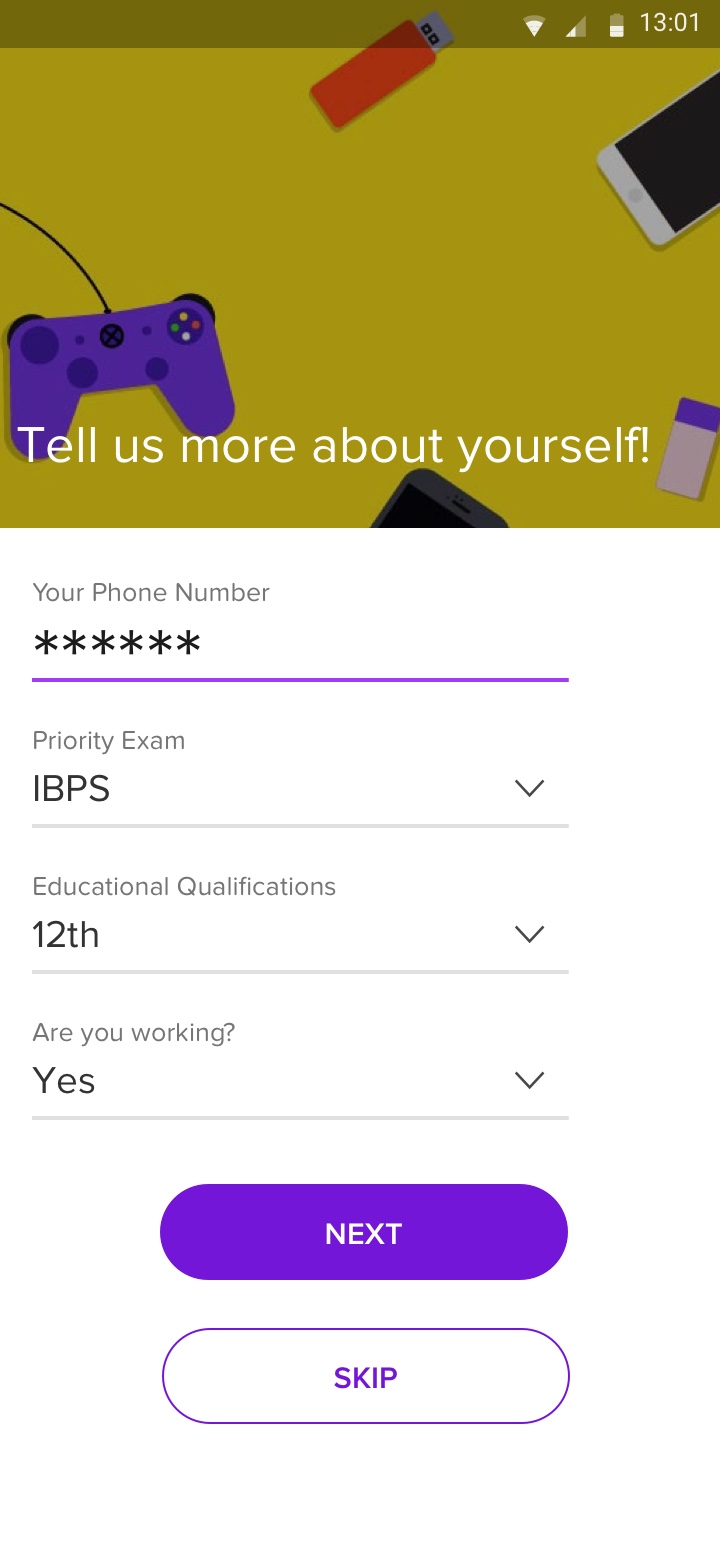 13:01
Tell us more about yourself!
Your Phone Number
******
Priority Exam
IBPS
Educational Qualifications
12th
Are you working?
Yes
NEXT
SKIP